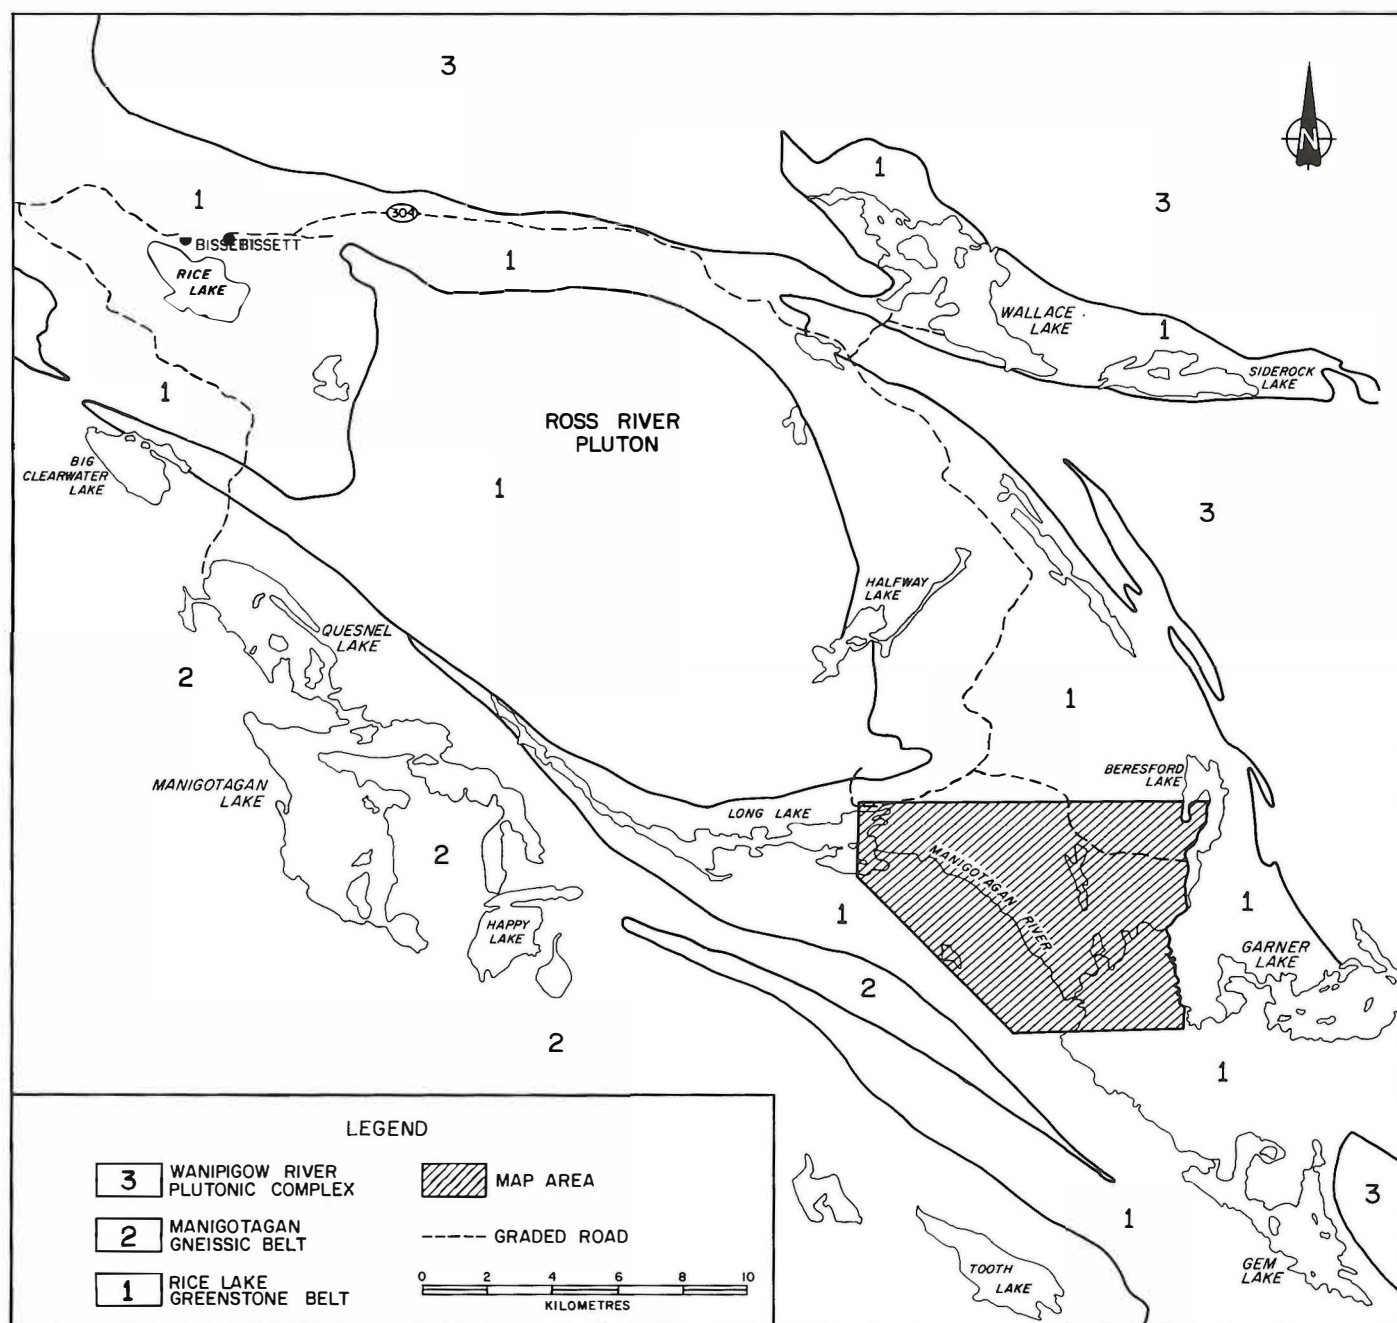 3
N
1
3
304
BISSE BISSETT
1
RICE
LAKE
WALLACE
LAKE
1
SIDEROCK
LAKE
1
ROSS RIVER
PLUTON
BIG
CLEARWATER
LAKE
1
3
HALFWAY
LAKE
QUESNEL
LAKE
2
1
MANIGOTAGAN
LAKE
BERESFORD
LAKE
LONG LAKE
2
MANIGOTAGAN RIVER
1
1
HAPPY
LAKE
GARNER
LAKE
2
2
1
3
1
GEM
LAKE
TOOTH
LAKE
LEGEND
3 WANIPIGOW RIVER
PLUTONIC COMPLEX
2 MANIGOTAGAN
GNEISSIC BELT
1 RICE LAKE
GREENSTONE BELT
MAP AREA
GRADED ROAD
0 2 4 6 8 10
KILOMETRES